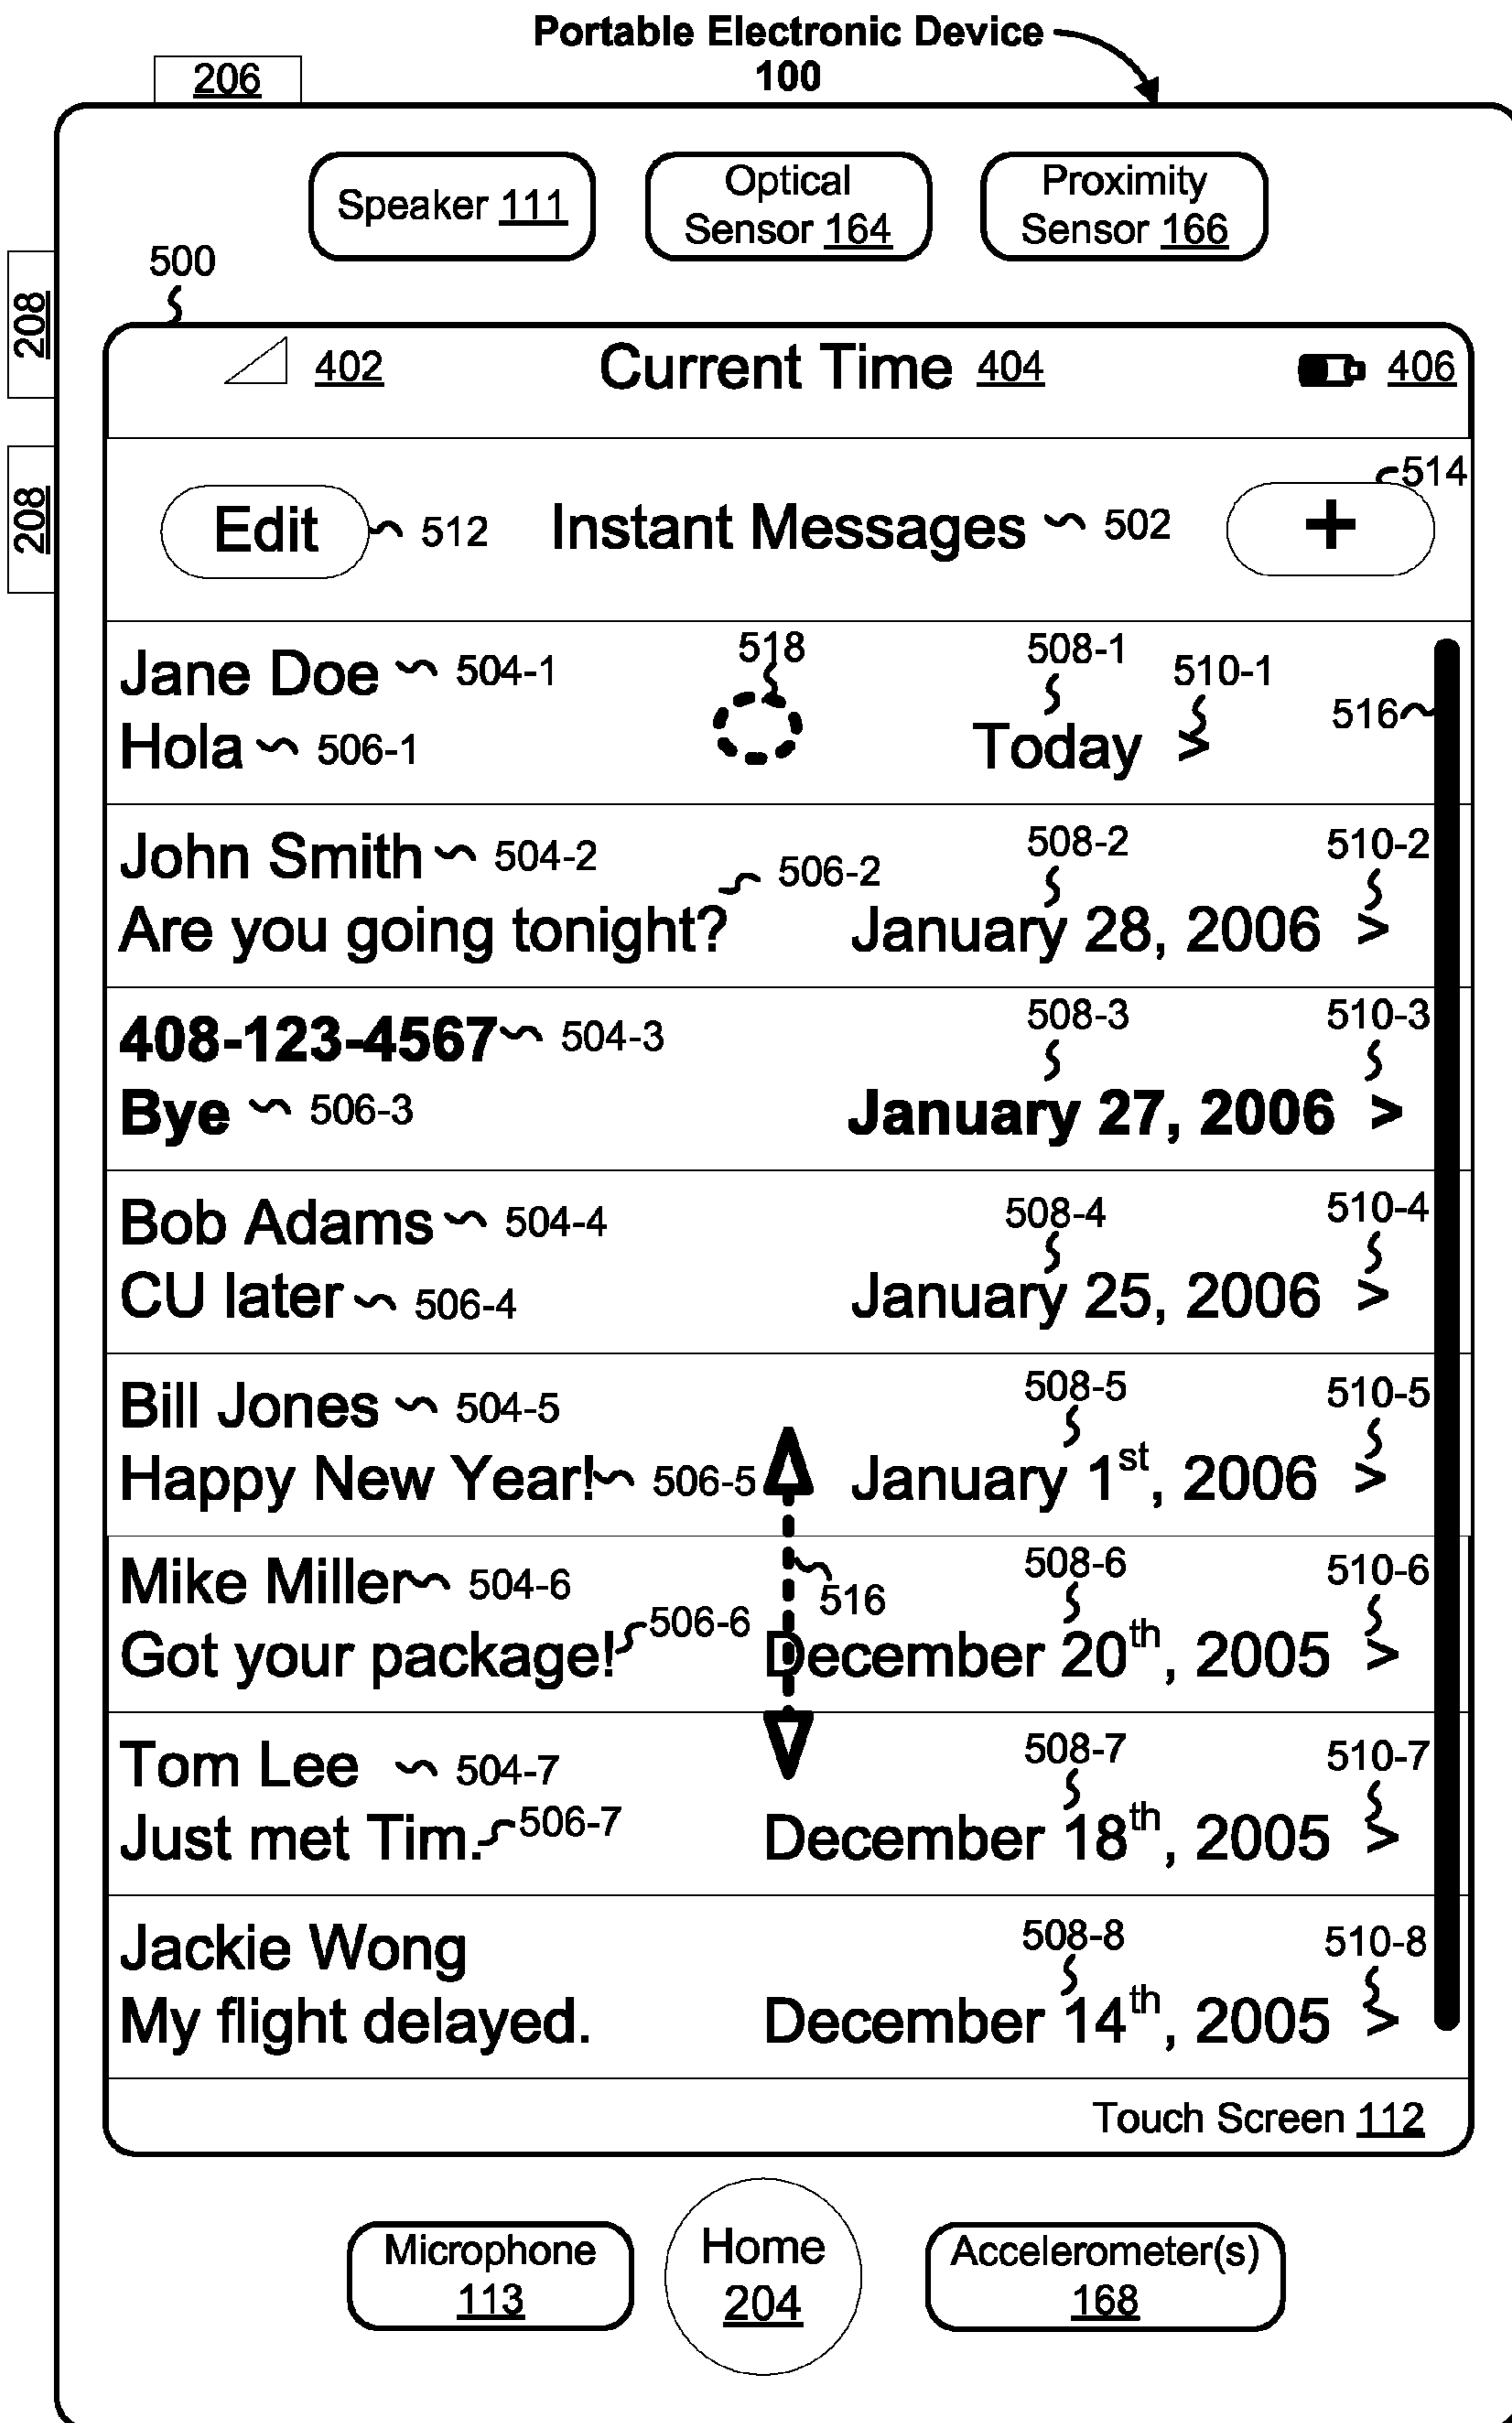 Portable Electronic Device
100
206
Speaker 111
Optical
Sensor 164
Proximity
Sensor 166
208
208
500
402 Current Time 404 406
Edit 512 Instant Messages 502 + 514
Jane Doe 504-1 518 508-1 510-1
Hola 506-1 Today > 516
John Smith 504-2 506-2 508-2 510-2
Are you going tonight? January 28, 2006 >
408-123-4567 504-3 508-3 510-3
Bye 506-3 January 27, 2006 >
Bob Adams 504-4 508-4 510-4
CU later 506-4 January 25, 2006 >
Bill Jones 504-5 508-5 510-5
Happy New Year! 506-5 January 1st, 2006 >
Mike Miller 504-6 516 508-6 510-6
Got your package! 506-6 December 20th, 2005 >
Tom Lee 504-7 508-7 510-7
Just met Tim. 506-7 December 18th, 2005 >
Jackie Wong 508-8 510-8
My flight delayed. December 14th, 2005 >
Touch Screen 112
Microphone
113
Home
204
Accelerometer(s)
168